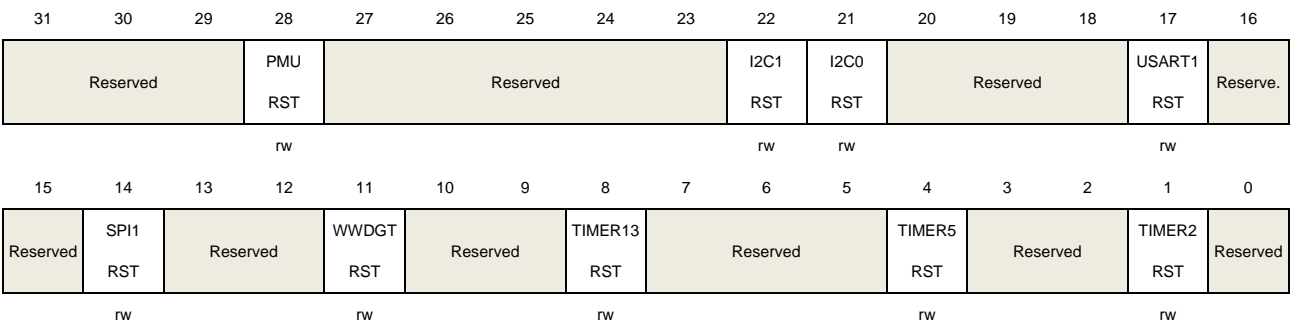 31 30 29 28 27 26 25 24 23 22 21 20 19 18 17 16
Reserved PMU RST Reserved I2C1 RST I2C0 RST Reserved USART1 RST Reserve.
rw rw rw rw
15 14 13 12 11 10 9 8 7 6 5 4 3 2 1 0
Reserved SPI1 RST Reserved WWDGT RST Reserved TIMER13 RST Reserved TIMER5 RST Reserved TIMER2 RST Reserved
rw rw rw rw rw